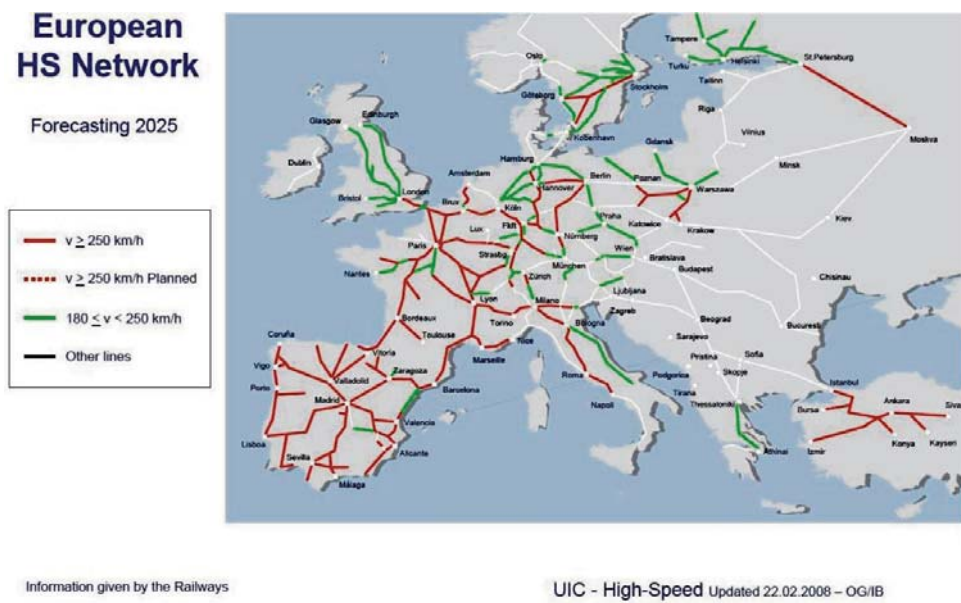 European
HS Network
Forecasting 2025
v ≥ 250 km/h
v ≥ 250 km/h Planned
180 ≤ v < 250 km/h
Other lines
Tampere
Oslo
Turku
Helsinki
St.Petersburg
Stockholm
Tallinn
Göteborg
Riga
Glasgow
Edinburgh
København
Vilnius
Moskva
Gdansk
Dublin
Hamburg
Minsk
Amsterdam
Hannover
Berlin
Poznan
Warszawa
Bristol
London
Brux
Köln
Praha
Katowice
Krakow
Kiev
Lux
Fkft
Nürnberg
Paris
Strasbg
Wien
Bratislava
München
Nantes
Zürich
Budapest
Chisinau
Lyon
Milano
Ljubljana
Zagreb
Bordeaux
Torino
Bologna
Beograd
Bucuresti
Coruña
Toulouse
Nice
Sarajevo
Vitoria
Marseille
Vigo
Zaragoza
Pristina
Sofia
Porto
Valladolid
Barcelona
Roma
Podgorica
Skopje
Istanbul
Madrid
Tirana
Ankara
Napoli
Thessaloniki
Bursa
Sivas
Valencia
Lisboa
Konya
Kayseri
Sevilla
Alicante
Athinai
Izmir
Málaga
Information given by the Railways
UIC - High-Speed Updated 22.02.2008 – OG/IB